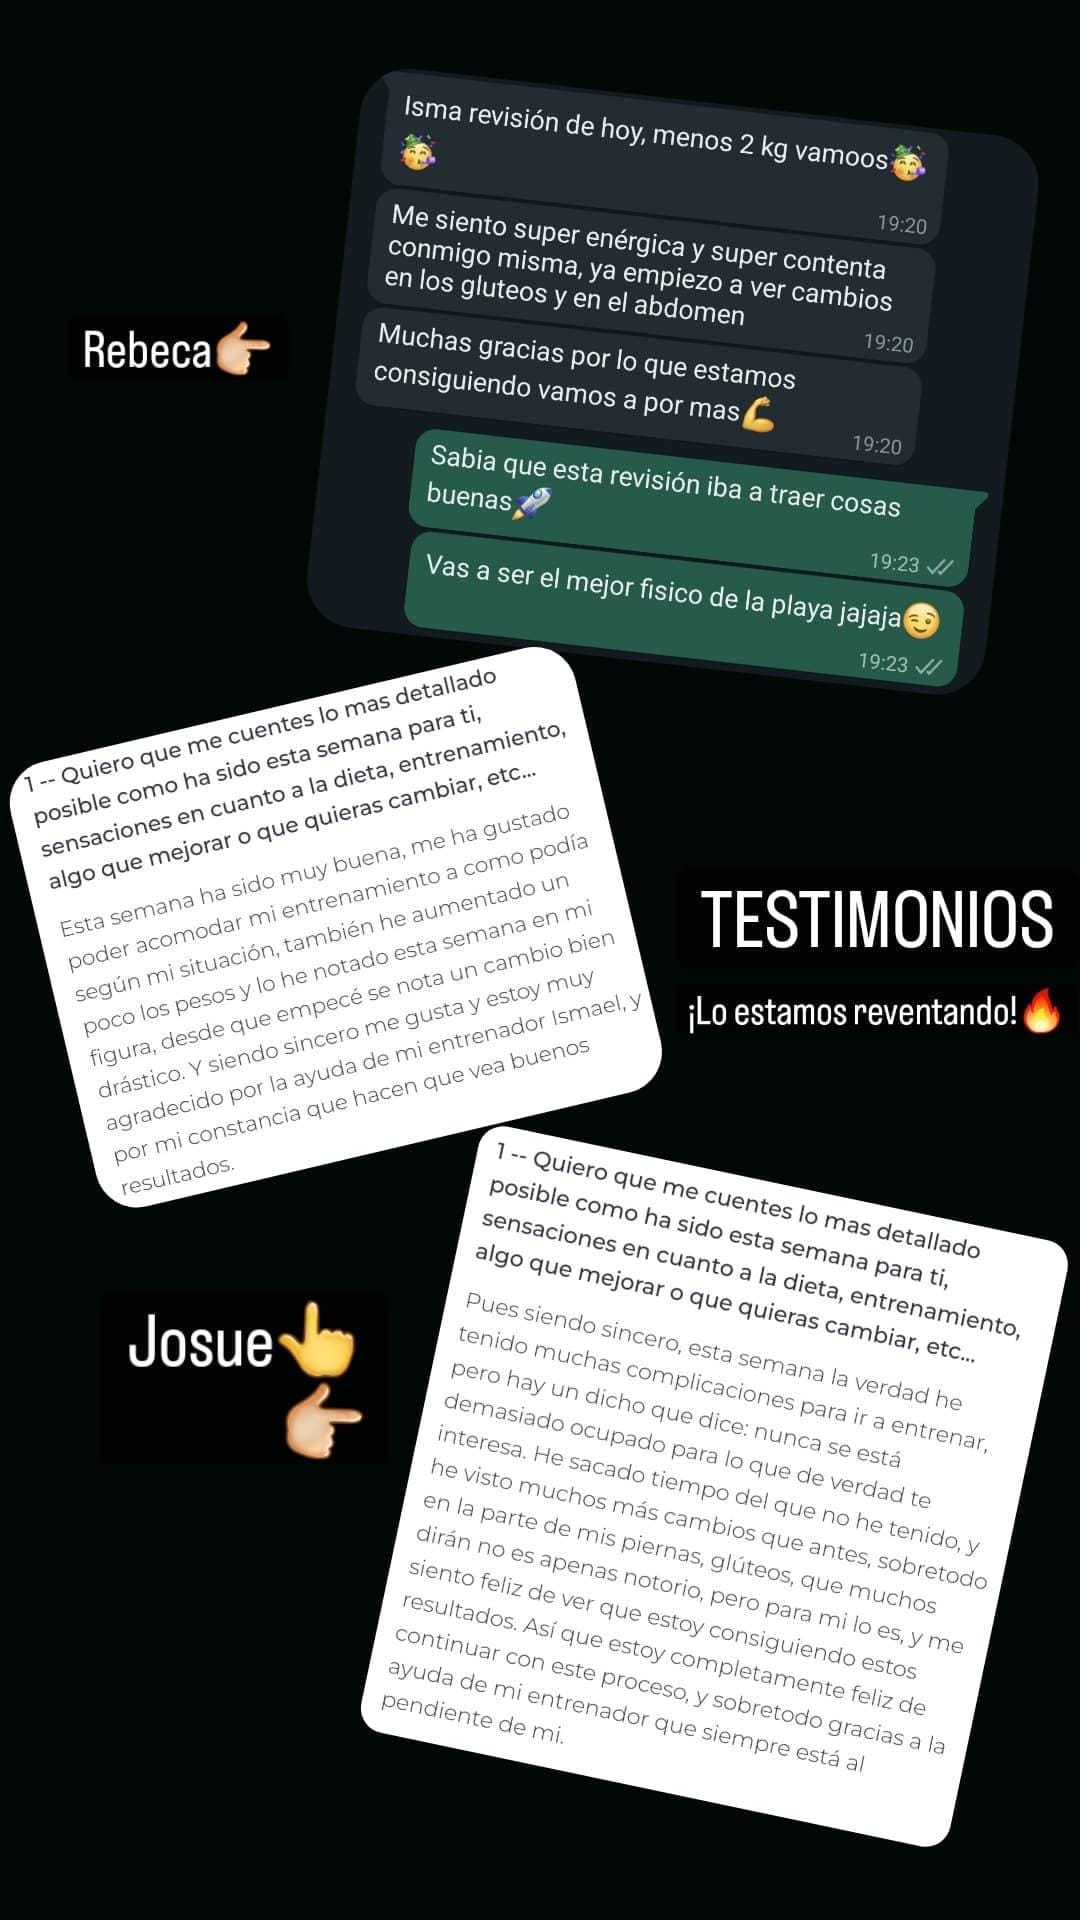 Isma revisión de hoy, menos 2 kg vamoos🥳
🥳
19:20
Me siento super enérgica y super contenta
conmigo misma, ya empiezo a ver cambios
en los gluteos y en el abdomen
19:20
Muchas gracias por lo que estamos
consiguiendo vamos a por mas💪
19:20
Rebeca👉🏼
Sabia que esta revisión iba a traer cosas
buenas🚀
19:23
Vas a ser el mejor fisico de la playa jajaja😉
19:23
1 -- Quiero que me cuentes lo mas detallado
posible como ha sido esta semana para ti,
sensaciones en cuanto a la dieta, entrenamiento,
algo que mejorar o que quieras cambiar, etc...
Esta semana ha sido muy buena, me ha gustado
poder acomodar mi entrenamiento a como podía
según mi situación, también he aumentado un
poco los pesos y lo he notado esta semana en mi
figura, desde que empecé se nota un cambio bien
drástico. Y siendo sincero me gusta y estoy muy
agradecido por la ayuda de mi entrenador Ismael, y
por mi constancia que hacen que vea buenos
resultados.
TESTIMONIOS
¡Lo estamos reventando!🔥
Josue👆
👉🏼
1 -- Quiero que me cuentes lo mas detallado
posible como ha sido esta semana para ti,
sensaciones en cuanto a la dieta, entrenamiento,
algo que mejorar o que quieras cambiar, etc...
Pues siendo sincero, esta semana la verdad he
tenido muchas complicaciones para ir a entrenar,
pero hay un dicho que dice: nunca se está
demasiado ocupado para lo que de verdad te
interesa. He sacado tiempo del que no he tenido, y
he visto muchos más cambios que antes, sobretodo
en la parte de mis piernas, glúteos, que muchos
dirán no es apenas notorio, pero para mi lo es, y me
siento feliz de ver que estoy consiguiendo estos
resultados. Así que estoy completamente feliz de
continuar con este proceso, y sobretodo gracias a la
ayuda de mi entrenador que siempre está al
pendiente de mi.